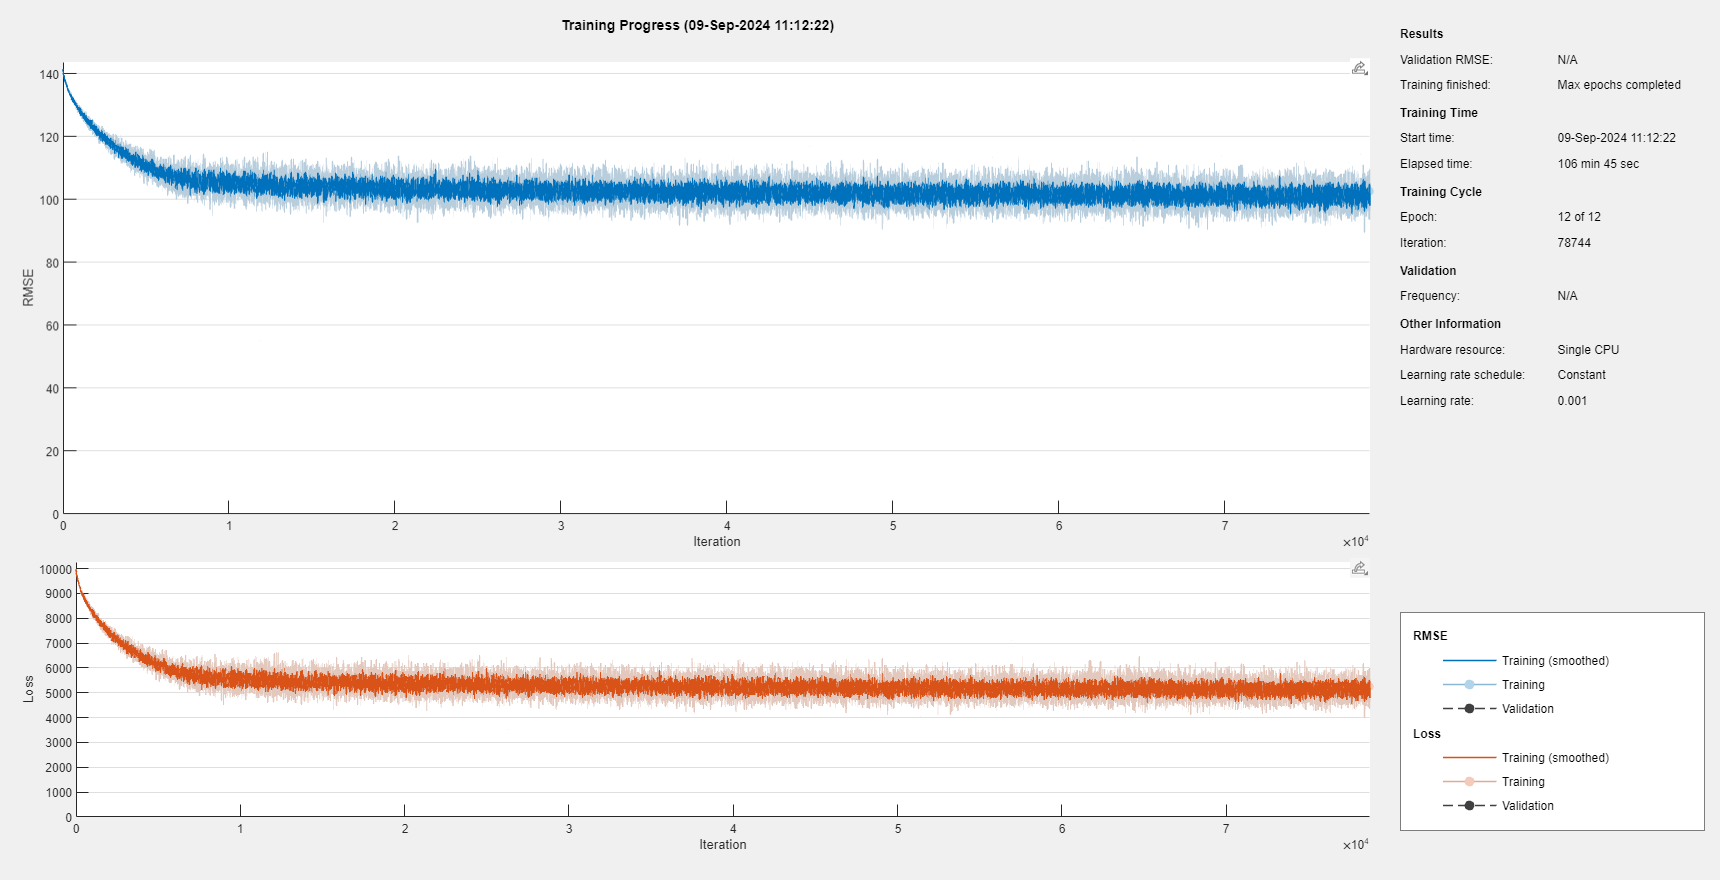 Training Progress (09-Sep-2024 11:12:22)
140
120
100
80
60
40
20
0
RMSE
0 1 2 3 4 5 6 7
Iteration
×10⁴
10000
9000
8000
7000
6000
5000
4000
3000
2000
1000
0
Loss
0 1 2 3 4 5 6 7
Iteration
×10⁴
Results
Validation RMSE: N/A
Training finished: Max epochs completed
Training Time
Start time: 09-Sep-2024 11:12:22
Elapsed time: 106 min 45 sec
Training Cycle
Epoch: 12 of 12
Iteration: 78744
Validation
Frequency: N/A
Other Information
Hardware resource: Single CPU
Learning rate schedule: Constant
Learning rate: 0.001
RMSE
Training (smoothed)
Training
Validation
Loss
Training (smoothed)
Training
Validation